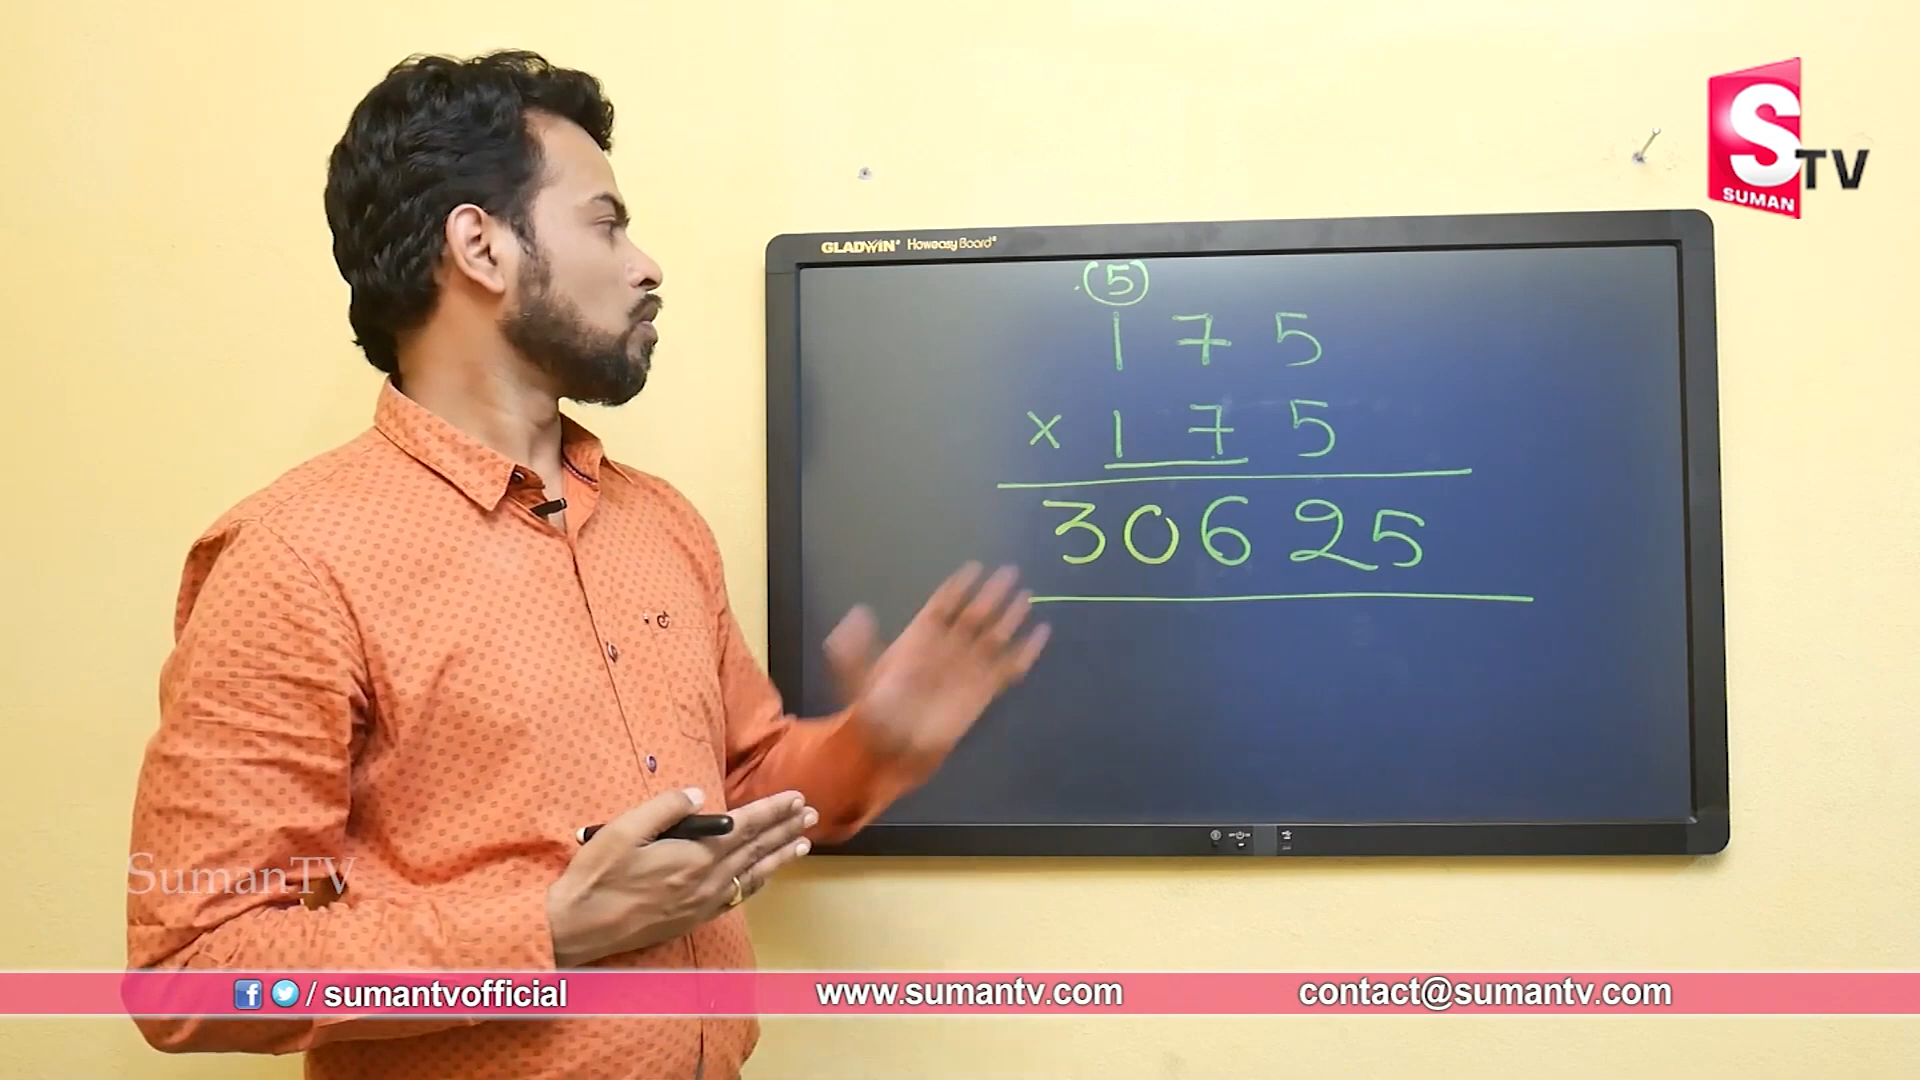 S TV
SUMAN
GLADWIN® Howeasy Board®
(5)
1 7 5
× 1 7 5
30625
SumanTV
/ sumantvofficial
www.sumantv.com
contact@sumantv.com